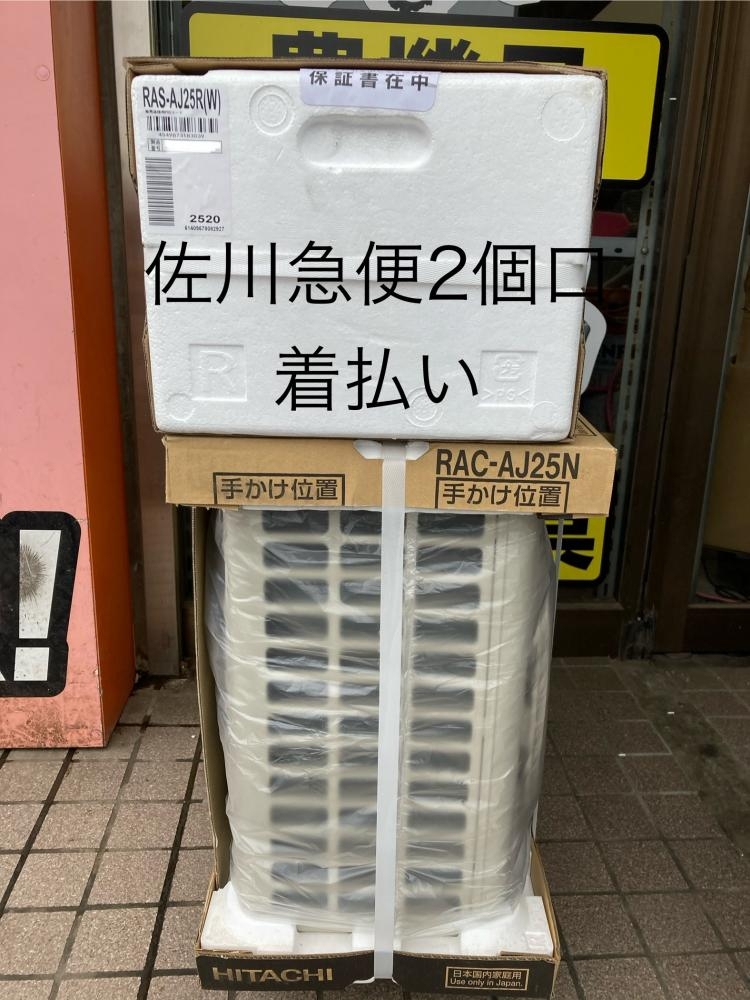 保証書在中
RAS-AJ25R(W)
2520
佐川急便2個口
着払い
RAC-AJ25N
手かけ位置
手かけ位置
HITACHI
日本国内家庭用
Use only in Japan.